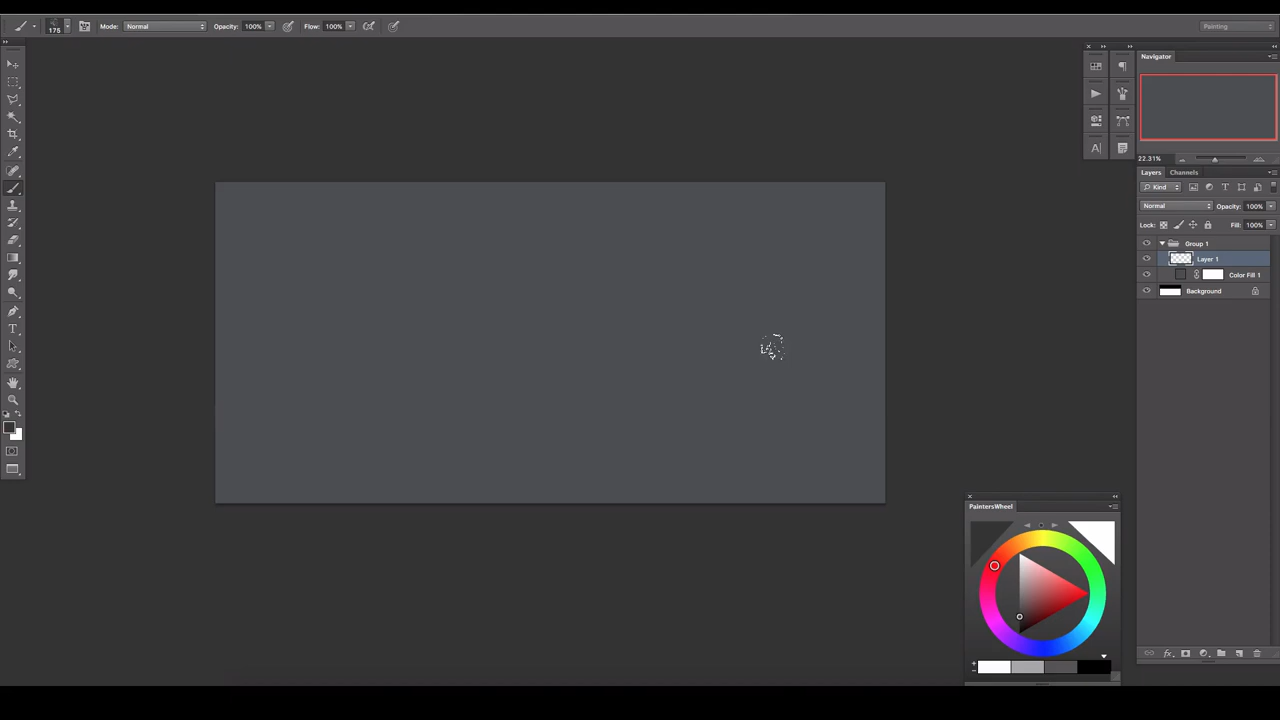 175 Mode: Normal Opacity: 100% Flow: 100% Painting
Navigator
22.31%
Layers Channels
Kind
Normal Opacity: 100%
Lock: Fill: 100%
Group 1
Layer 1
Color Fill 1
Background
PaintersWheel